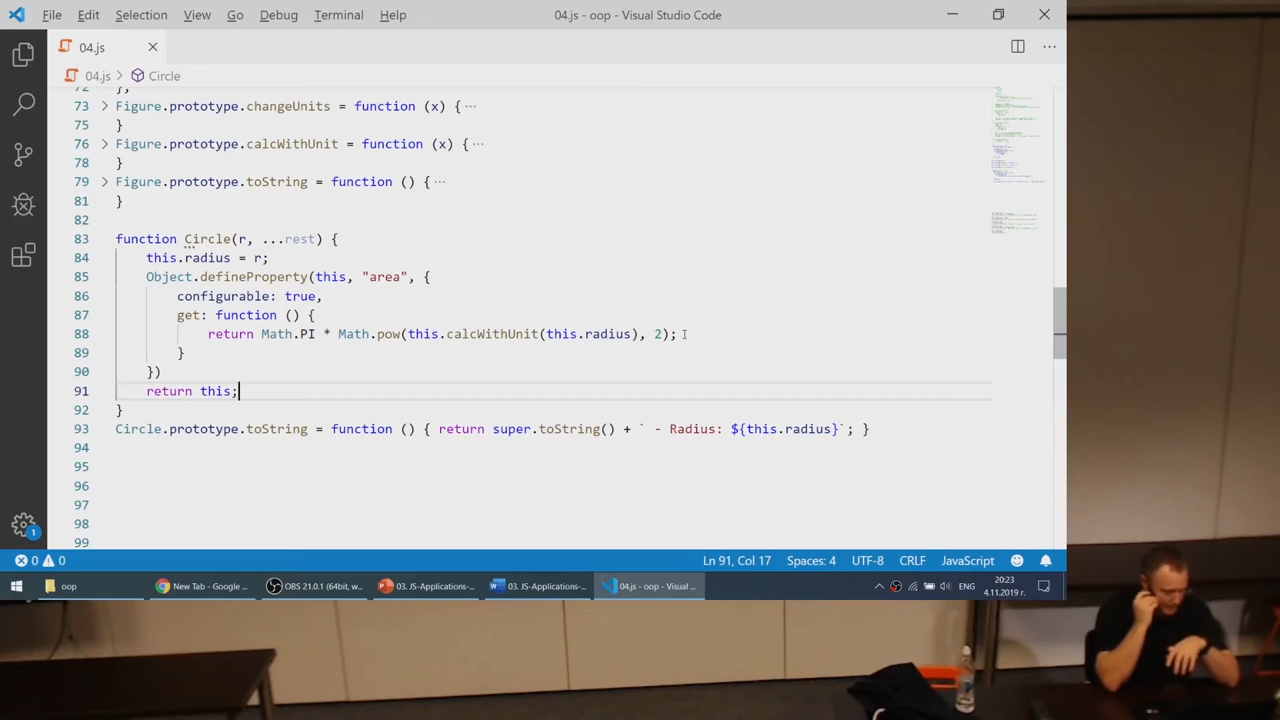 File Edit Selection View Go Debug Terminal Help 04.js - oop - Visual Studio Code
04.js
04.js > Circle
72 };
73 Figure.prototype.changeUnits = function (x) {…
75 }
76 Figure.prototype.calcWithUnit = function (x) {…
78 }
79 Figure.prototype.toString = function () {…
81 }
82
83 function Circle(r, ...rest) {
84 this.radius = r;
85 Object.defineProperty(this, "area", {
86 configurable: true,
87 get: function () {
88 return Math.PI * Math.pow(this.calcWithUnit(this.radius), 2);
89 }
90 })
91 return this;
92 }
93 Circle.prototype.toString = function () { return super.toString() + ` - Radius: ${this.radius}`; }
94
95
96
97
98
99
1
0 0 Ln 91, Col 17 Spaces: 4 UTF-8 CRLF JavaScript
oop New Tab - Google ... OBS 21.0.1 (64bit, w... 03. JS-Applications-... 03. JS-Applications-... 04.js - oop - Visual ... ЕНГ 20:23
4.11.2019 г.